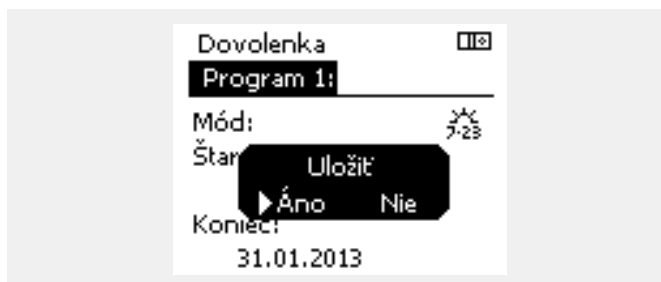 Dovolenka
Program 1:
Mód:
7-23
Štar
Uložiť
Áno Nie
Koniec:
31.01.2013